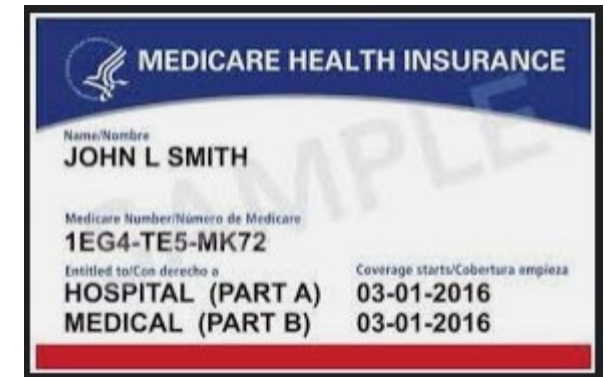 MEDICARE HEALTH INSURANCE
Name/Nombre
JOHN L SMITH
Medicare Number/Número de Medicare
1EG4-TE5-MK72
Entitled to/Con derecho a Coverage starts/Cobertura empieza
HOSPITAL (PART A) 03-01-2016
MEDICAL (PART B) 03-01-2016
SAMPLE